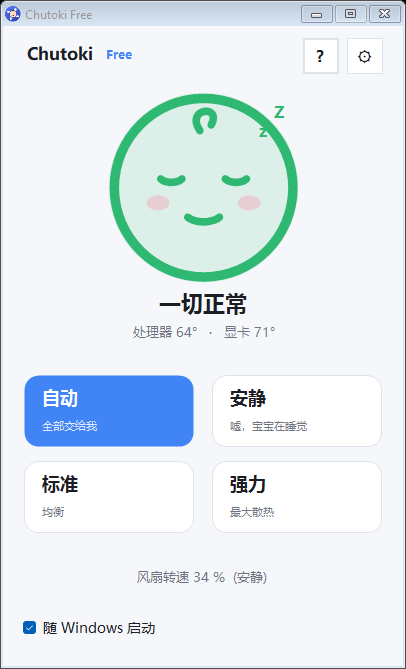 Chutoki Free
Chutoki Free
?
z
Z
一切正常
处理器 64° · 显卡 71°
自动
全部交给我
安静
嘘，宝宝在睡觉
标准
均衡
强力
最大散热
风扇转速 34 % (安静)
随 Windows 启动